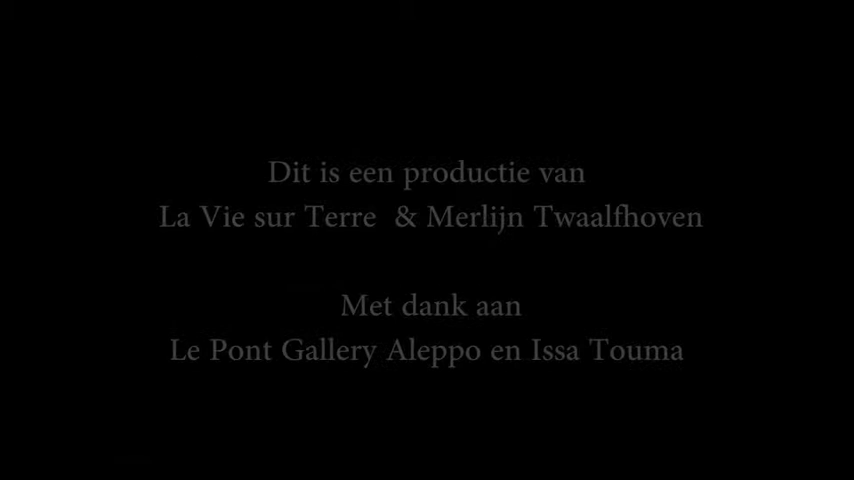 Dit is een productie van
La Vie sur Terre & Merlijn Twaalfhoven
Met dank aan
Le Pont Gallery Aleppo en Issa Touma